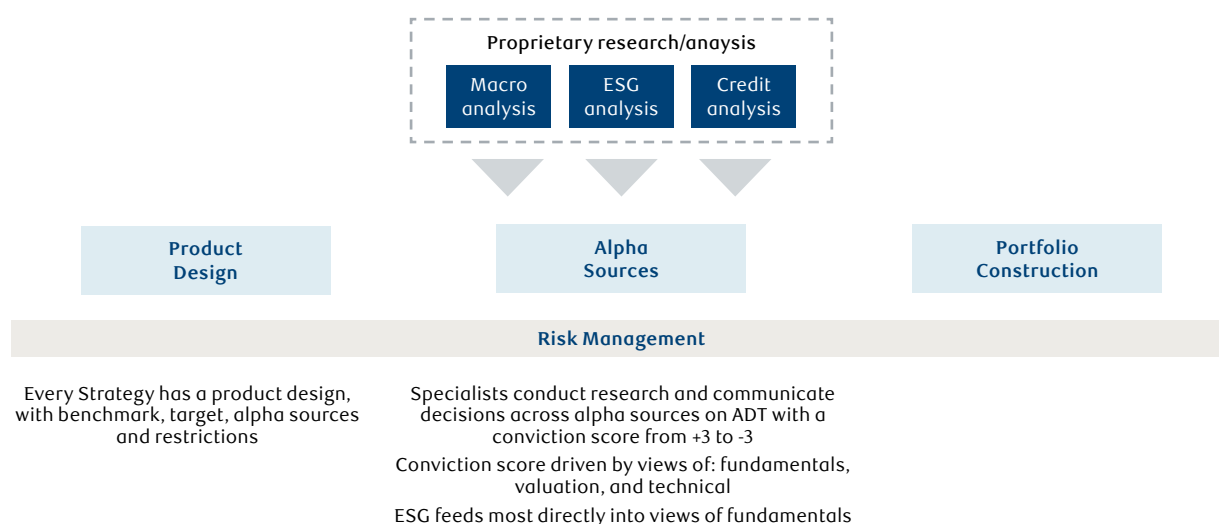 Proprietary research/anaysis
Macro
analysis
ESG
analysis
Credit
analysis
Product
Design
Alpha
Sources
Portfolio
Construction
Risk Management
Every Strategy has a product design,
with benchmark, target, alpha sources
and restrictions
Specialists conduct research and communicate
decisions across alpha sources on ADT with a
conviction score from +3 to -3
Conviction score driven by views of: fundamentals,
valuation, and technical
ESG feeds most directly into views of fundamentals